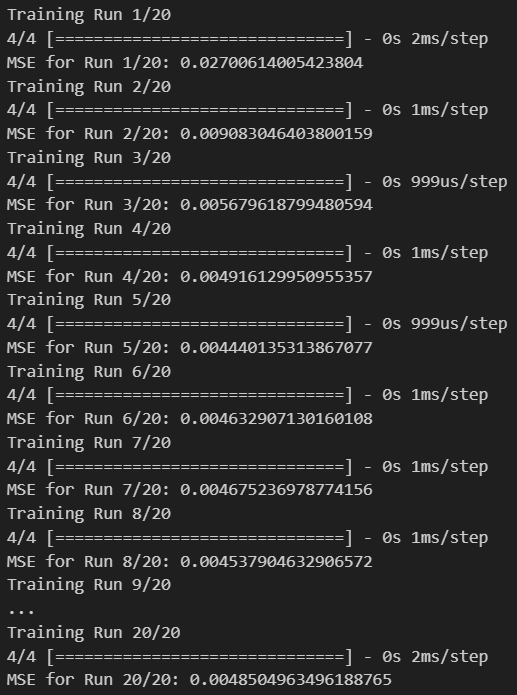 Training Run 1/20
4/4 [==============================] - 0s 2ms/step
MSE for Run 1/20: 0.02700614005423804
Training Run 2/20
4/4 [==============================] - 0s 1ms/step
MSE for Run 2/20: 0.009083046403800159
Training Run 3/20
4/4 [==============================] - 0s 999us/step
MSE for Run 3/20: 0.005679618799480594
Training Run 4/20
4/4 [==============================] - 0s 1ms/step
MSE for Run 4/20: 0.004916129950955357
Training Run 5/20
4/4 [==============================] - 0s 999us/step
MSE for Run 5/20: 0.004440135313867077
Training Run 6/20
4/4 [==============================] - 0s 1ms/step
MSE for Run 6/20: 0.004632907130160108
Training Run 7/20
4/4 [==============================] - 0s 1ms/step
MSE for Run 7/20: 0.004675236978774156
Training Run 8/20
4/4 [==============================] - 0s 1ms/step
MSE for Run 8/20: 0.004537904632906572
Training Run 9/20
...
Training Run 20/20
4/4 [==============================] - 0s 2ms/step
MSE for Run 20/20: 0.0048504963496188765